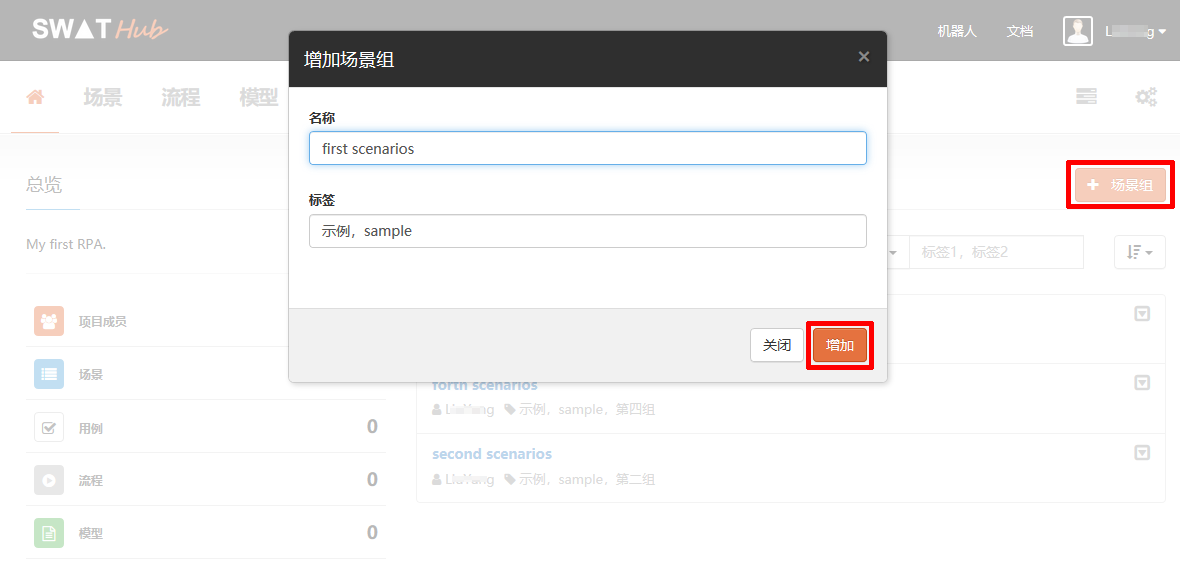 SWAT Hub
机器人
文档
场景
流程
模型
总览
My first RPA.
项目成员
场景
用例 0
流程 0
模型 0
增加场景组
×
名称
first scenarios
标签
示例，sample
关闭
增加
+ 场景组
标签1，标签2
forth scenarios
示例，sample，第四组
second scenarios
示例，sample，第二组